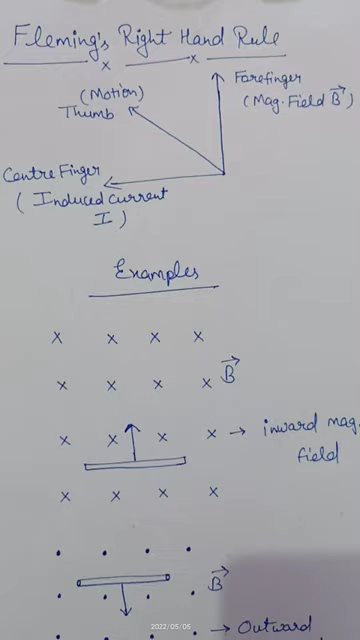 Fleming's Right Hand Rule
x x
Forefinger
(Mag. Field B)
(Motion)
Thumb
Centre Finger
( Induced current
I )
Examples
x x x x
B
x x x x
x x x x → inward mag.
field
x x x x
. . . .
B
. . . .
. . . . → Outward
2022/05/05